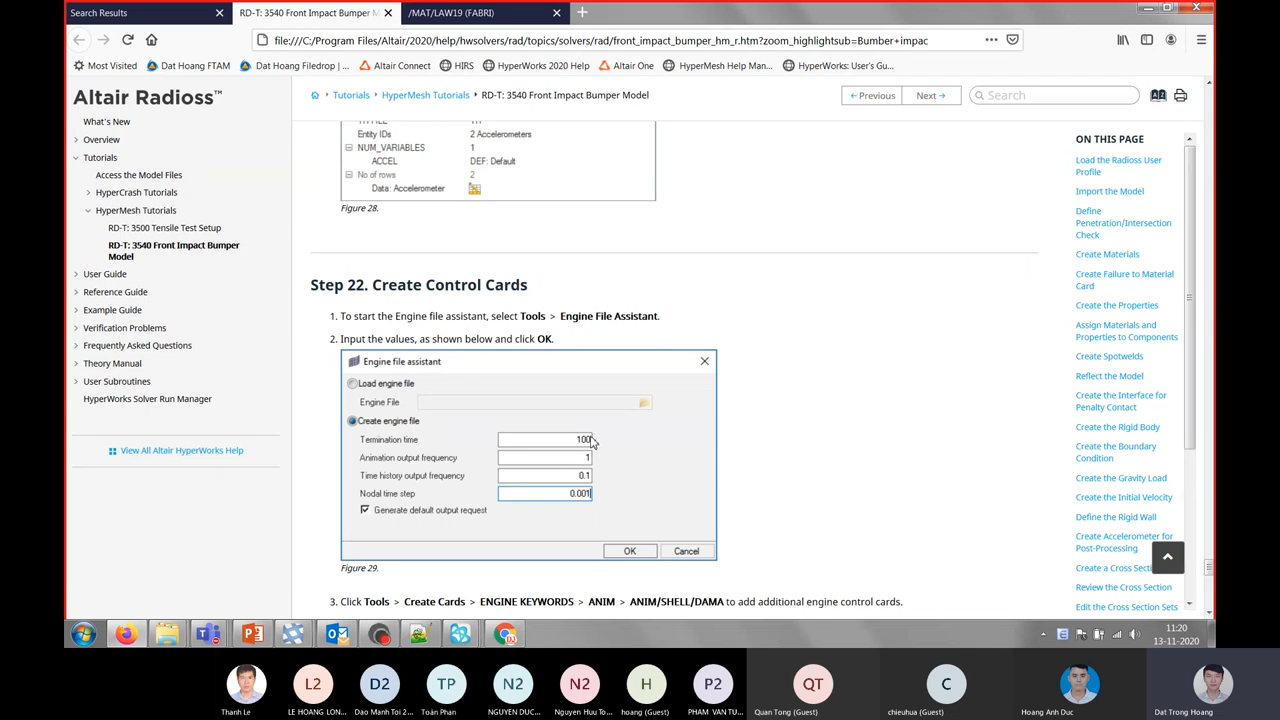 Search Results
RD-T: 3540 Front Impact Bumper M
/MAT/LAW19 (FABRI)
file:///C:/Program Files/Altair/2020/help/hwsolvers/rad/topics/solvers/rad/front_impact_bumper_hm_r.htm?zoom_highlightsub=Bumber+impac
Most Visited
Dat Hoang FTAM
Dat Hoang Filedrop | ...
Altair Connect
HIRS
HyperWorks 2020 Help
Altair One
HyperMesh Help Man...
HyperWorks: User's Gu...
Altair Radioss™
What's New
Overview
Tutorials
Access the Model Files
HyperCrash Tutorials
HyperMesh Tutorials
RD-T: 3500 Tensile Test Setup
RD-T: 3540 Front Impact Bumper
Model
User Guide
Reference Guide
Example Guide
Verification Problems
Frequently Asked Questions
Theory Manual
User Subroutines
HyperWorks Solver Run Manager
View All Altair HyperWorks Help
Tutorials
HyperMesh Tutorials
RD-T: 3540 Front Impact Bumper Model
← Previous
Next →
Search
Entity IDs 2 Accelerometers
NUM_VARIABLES 1
ACCEL DEF: Default
No of rows 2
Data: Accelerometer
Figure 28.
Step 22. Create Control Cards
1. To start the Engine file assistant, select Tools > Engine File Assistant.
2. Input the values, as shown below and click OK.
Engine file assistant
Load engine file
Engine File
Create engine file
Termination time 100
Animation output frequency 1
Time history output frequency 0.1
Nodal time step 0.001
Generate default output request
OK Cancel
Figure 29.
3. Click Tools > Create Cards > ENGINE KEYWORDS > ANIM > ANIM/SHELL/DAMA to add additional engine control cards.
ON THIS PAGE
Load the Radioss User
Profile
Import the Model
Define
Penetration/Intersection
Check
Create Materials
Create Failure to Material
Card
Create the Properties
Assign Materials and
Properties to Components
Create Spotwelds
Reflect the Model
Create the Interface for
Penalty Contact
Create the Rigid Body
Create the Boundary
Condition
Create the Gravity Load
Create the Initial Velocity
Define the Rigid Wall
Create Accelerometer for
Post-Processing
Create a Cross Secti
Review the Cross Section
Edit the Cross Section Sets
11:20
13-11-2020
Thanh Le
L2
LE HOANG LON...
D2
Dao Manh Toi 2...
TP
Toàn Phan
N2
NGUYEN DUC...
N2
Nguyen Huu To...
H
hoang (Guest)
P2
PHAM VAN TU...
QT
Quan Tong (Guest)
C
chieuhua (Guest)
Hoang Anh Duc
Dat Trong Hoang